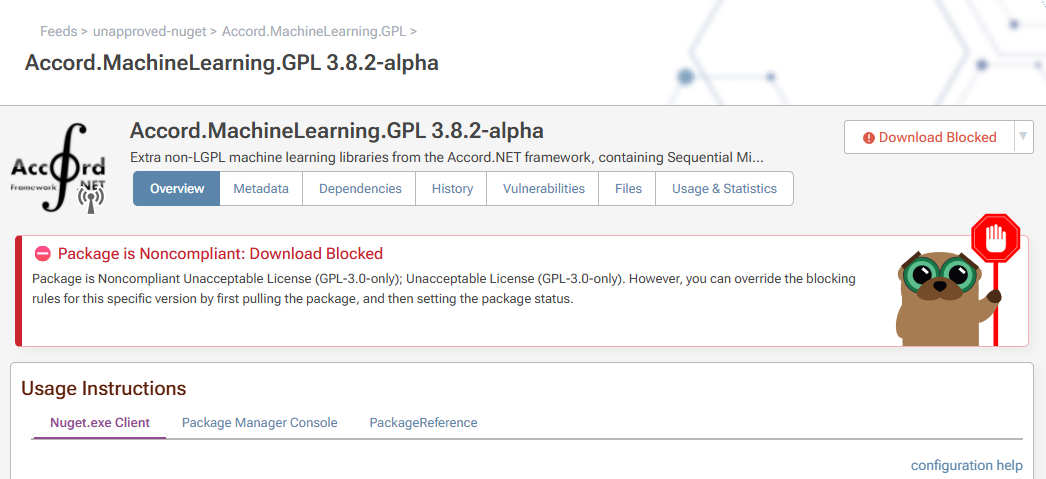 Feeds > unapproved-nuget > Accord.MachineLearning.GPL >
Accord.MachineLearning.GPL 3.8.2-alpha
Accord
Framework .NET
Accord.MachineLearning.GPL 3.8.2-alpha
Extra non-LGPL machine learning libraries from the Accord.NET framework, containing Sequential Mi...
Download Blocked
Overview Metadata Dependencies History Vulnerabilities Files Usage & Statistics
Package is Noncompliant: Download Blocked
Package is Noncompliant Unacceptable License (GPL-3.0-only); Unacceptable License (GPL-3.0-only). However, you can override the blocking
rules for this specific version by first pulling the package, and then setting the package status.
Usage Instructions
Nuget.exe Client Package Manager Console PackageReference
configuration help